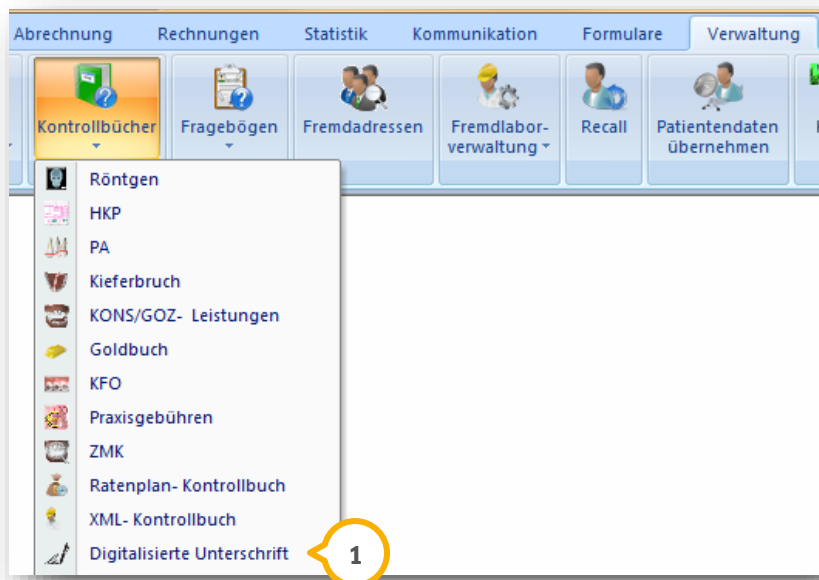 Abrechnung Rechnungen Statistik Kommunikation Formulare Verwaltung
Kontrollbücher Fragebögen Fremdadressen Fremdlabor- Recall Patientendaten
verwaltung übernehmen
Röntgen
HKP
PA
Kieferbruch
KONS/GOZ- Leistungen
Goldbuch
KFO
Praxisgebühren
ZMK
Ratenplan- Kontrollbuch
XML- Kontrollbuch
Digitalisierte Unterschrift 1